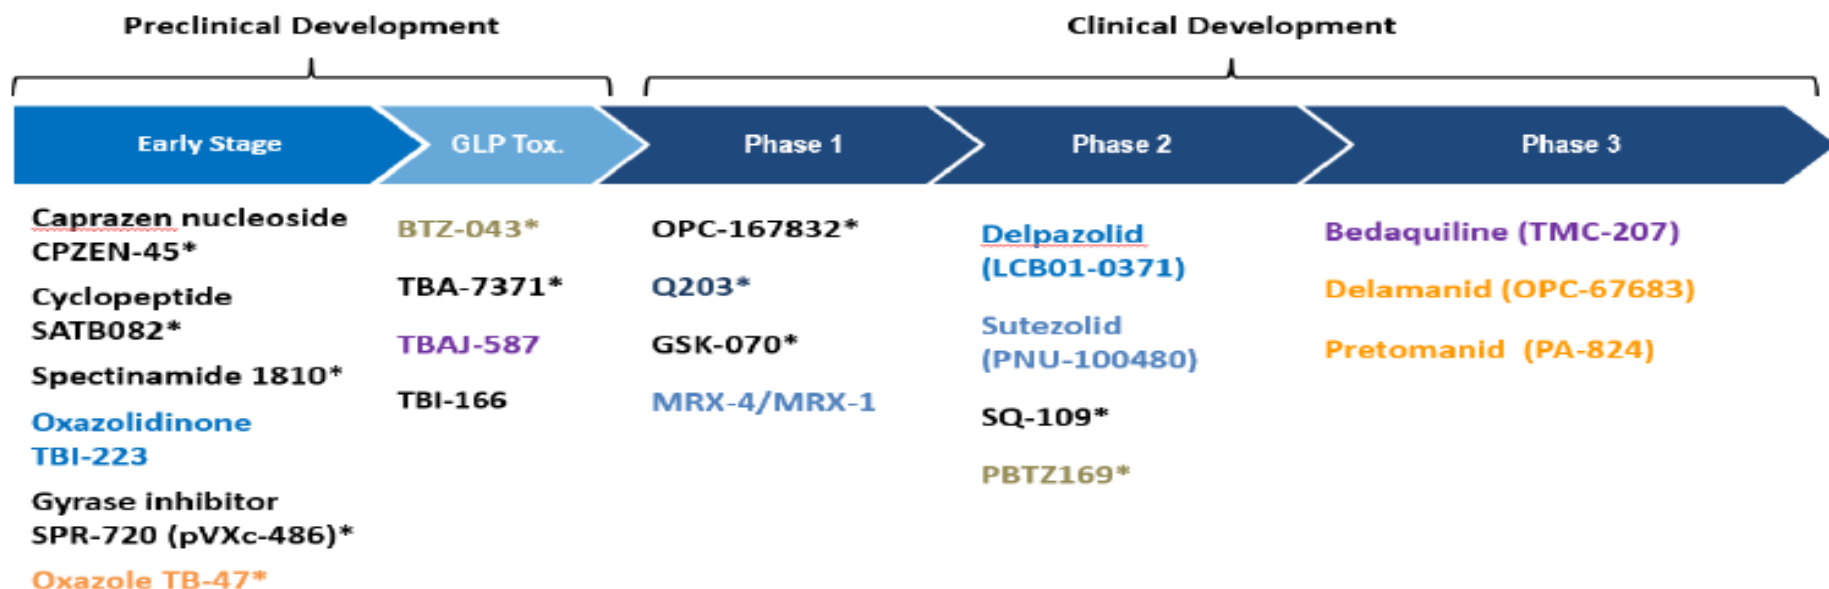 Preclinical Development
Clinical Development
Early Stage
GLP Tox.
Phase 1
Phase 2
Phase 3
Caprazen nucleoside
CPZEN-45*
Cyclopeptide
SATB082*
Spectinamide 1810*
Oxazolidinone
TBI-223
Gyrase inhibitor
SPR-720 (pVXc-486)*
Oxazole TB-47*
BTZ-043*
TBA-7371*
TBAJ-587
TBI-166
OPC-167832*
Q203*
GSK-070*
MRX-4/MRX-1
Delpazolid
(LCB01-0371)
Sutezolid
(PNU-100480)
SQ-109*
PBTZ169*
Bedaquiline (TMC-207)
Delamanid (OPC-67683)
Pretomanid (PA-824)